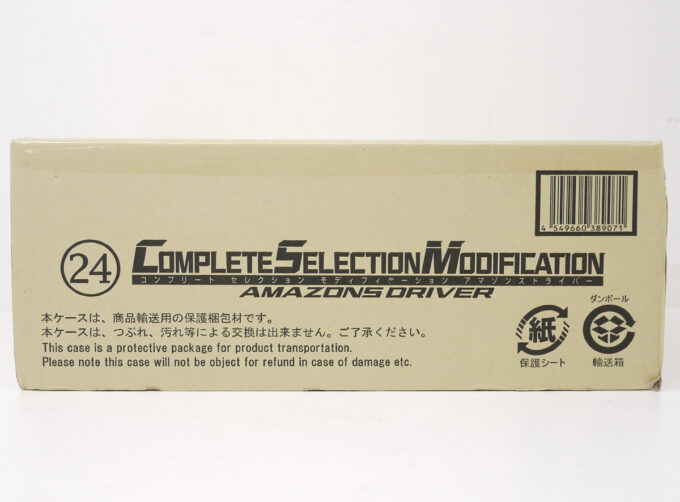 4 549660 389071
24
COMPLETE SELECTION MODIFICATION
コンプリート セレクション モディフィケーション アマゾンズドライバー
AMAZONS DRIVER
本ケースは、商品輸送用の保護梱包材です。
本ケースは、つぶれ、汚れ等による交換は出来ません。ご了承ください。
This case is a protective package for product transportation.
Please note this case will not be object for refund in case of damage etc.
紙
保護シート
ダンボール
輸送箱